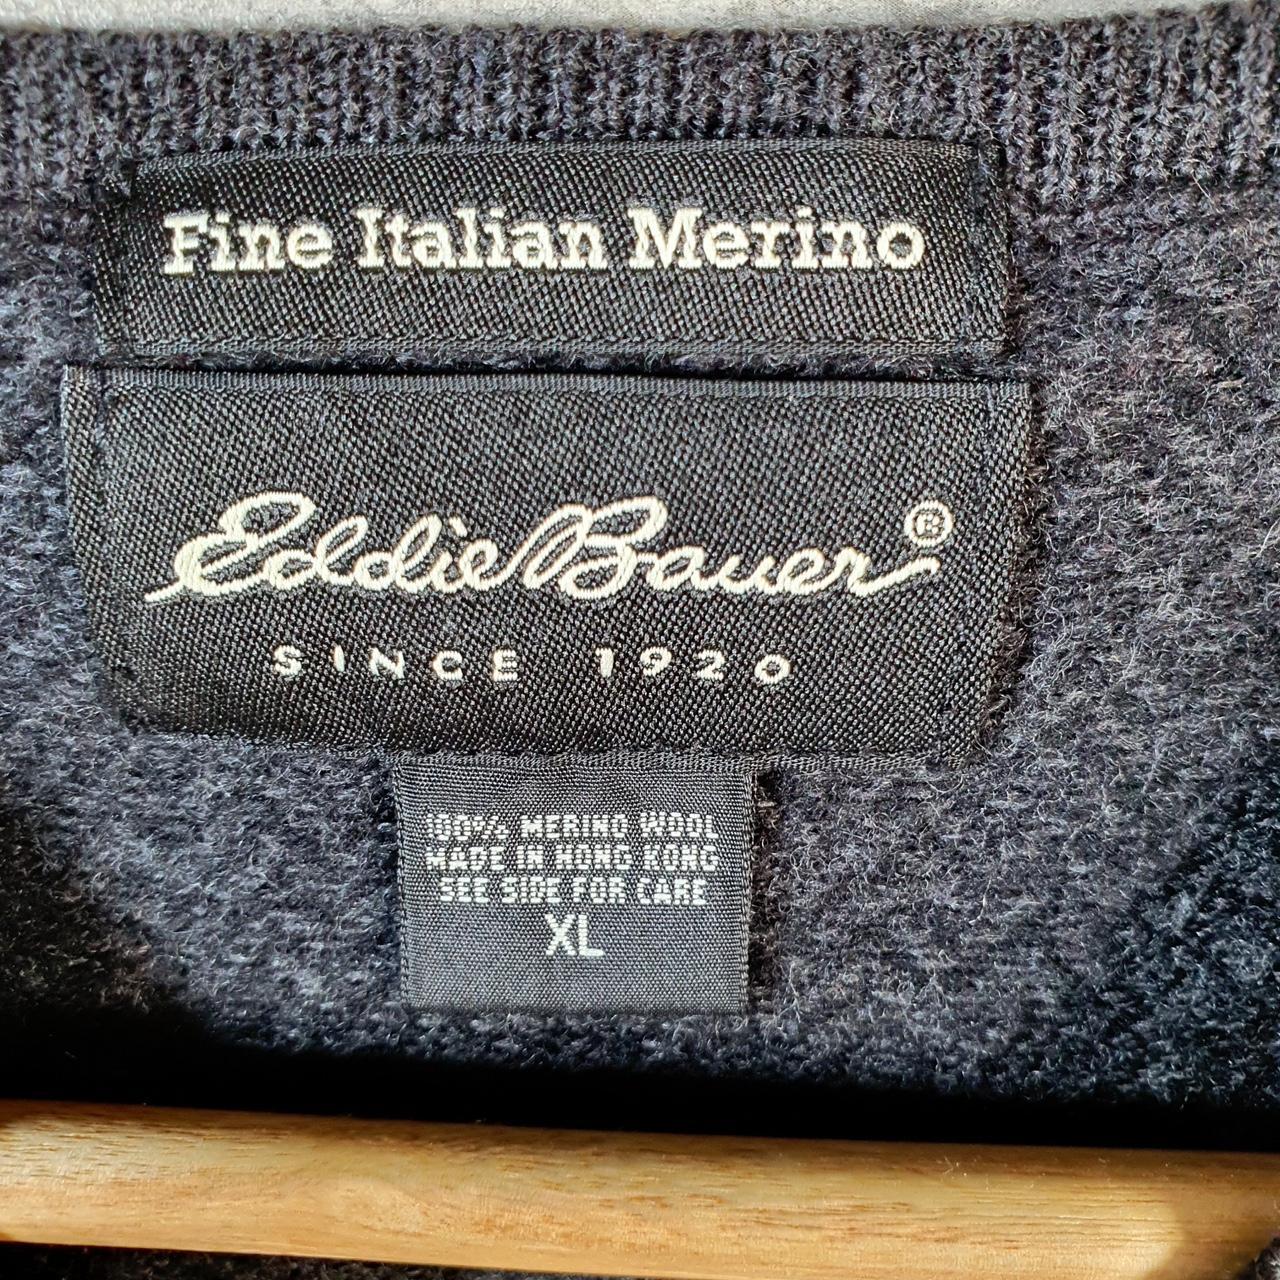 Fine Italian Merino
Eddie Bauer®
SINCE 1920
100% MERINO WOOL
MADE IN HONG KONG
SEE SIDE FOR CARE
XL